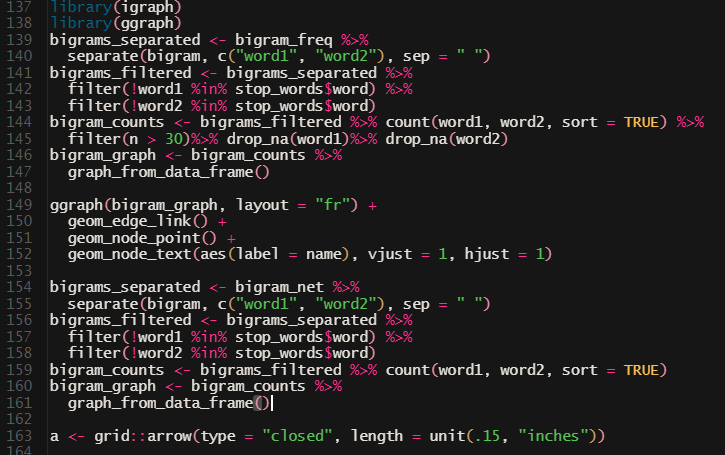 137 library(igraph)
138 library(ggraph)
139 bigrams_separated <- bigram_freq %>%
140   separate(bigram, c("word1", "word2"), sep = " ")
141 bigrams_filtered <- bigrams_separated %>%
142   filter(!word1 %in% stop_words$word) %>%
143   filter(!word2 %in% stop_words$word)
144 bigram_counts <- bigrams_filtered %>% count(word1, word2, sort = TRUE) %>%
145   filter(n > 30)%>% drop_na(word1)%>% drop_na(word2)
146 bigram_graph <- bigram_counts %>%
147   graph_from_data_frame()
148
149 ggraph(bigram_graph, layout = "fr") +
150   geom_edge_link() +
151   geom_node_point() +
152   geom_node_text(aes(label = name), vjust = 1, hjust = 1)
153
154 bigrams_separated <- bigram_net %>%
155   separate(bigram, c("word1", "word2"), sep = " ")
156 bigrams_filtered <- bigrams_separated %>%
157   filter(!word1 %in% stop_words$word) %>%
158   filter(!word2 %in% stop_words$word)
159 bigram_counts <- bigrams_filtered %>% count(word1, word2, sort = TRUE)
160 bigram_graph <- bigram_counts %>%
161   graph_from_data_frame()
162
163 a <- grid::arrow(type = "closed", length = unit(.15, "inches"))
164